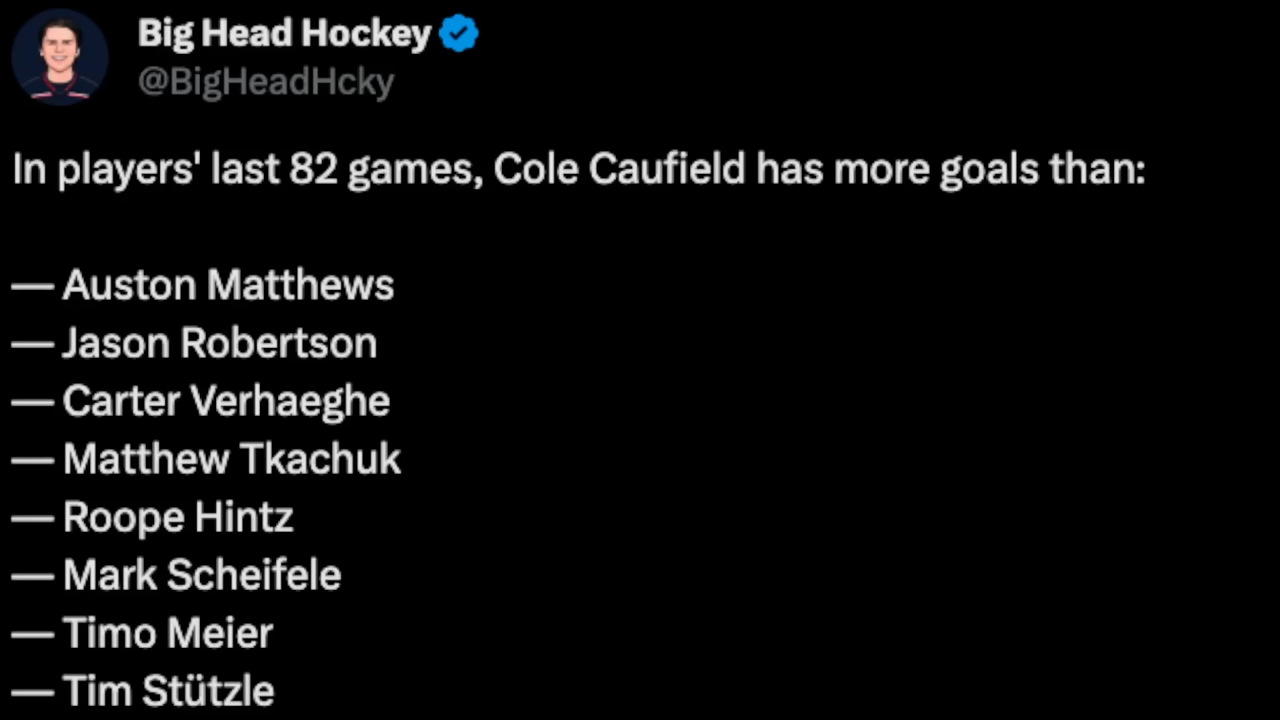 Big Head Hockey
@BigHeadHcky
In players' last 82 games, Cole Caufield has more goals than:
— Auston Matthews
— Jason Robertson
— Carter Verhaeghe
— Matthew Tkachuk
— Roope Hintz
— Mark Scheifele
— Timo Meier
— Tim Stützle